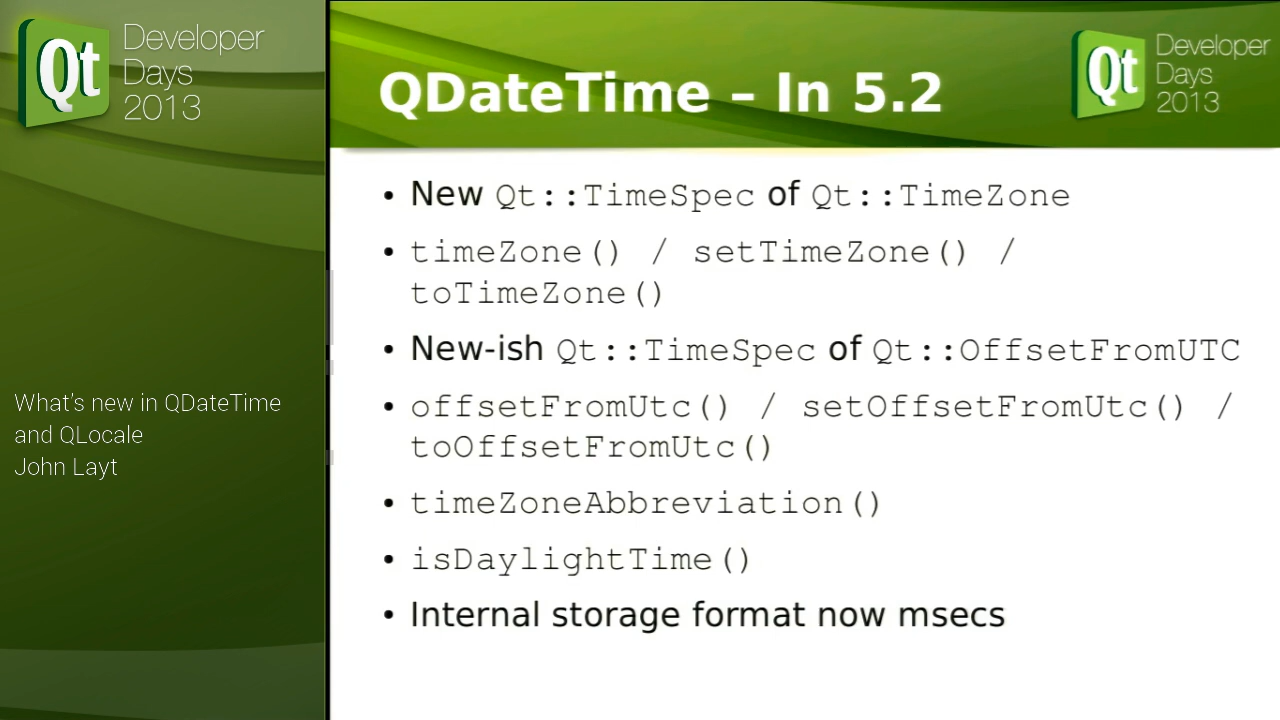 Qt Developer
Days
2013
What's new in QDateTime
and QLocale
John Layt
QDateTime – In 5.2
Qt Developer
Days
2013
• New Qt::TimeSpec of Qt::TimeZone
• timeZone() / setTimeZone() /
toTimeZone()
• New-ish Qt::TimeSpec of Qt::OffsetFromUTC
• offsetFromUtc() / setOffsetFromUtc() /
toOffsetFromUtc()
• timeZoneAbbreviation()
• isDaylightTime()
• Internal storage format now msecs